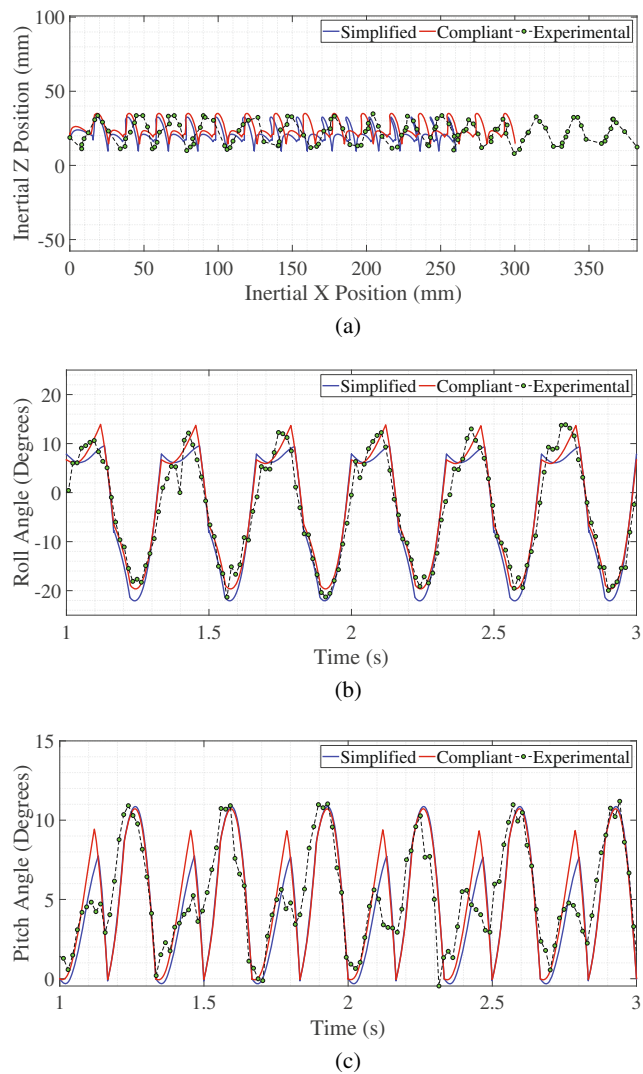 100
50
0
-50
Inertial Z Position (mm)
Simplified Compliant Experimental
0 50 100 150 200 250 300 350
Inertial X Position (mm)
(a)
20
10
0
-10
-20
Roll Angle (Degrees)
Simplified Compliant Experimental
1 1.5 2 2.5 3
Time (s)
(b)
15
10
5
0
Pitch Angle (Degrees)
Simplified Compliant Experimental
1 1.5 2 2.5 3
Time (s)
(c)